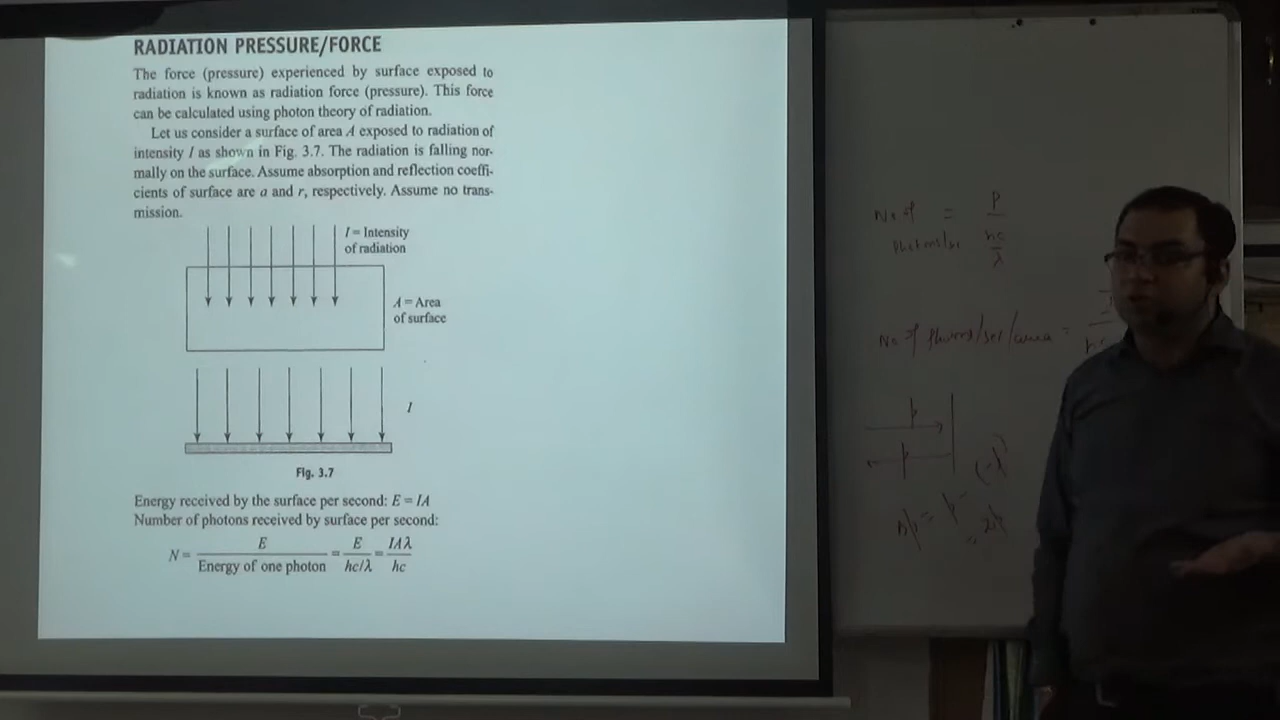 RADIATION PRESSURE/FORCE
The force (pressure) experienced by surface exposed to
radiation is known as radiation force (pressure). This force
can be calculated using photon theory of radiation.
Let us consider a surface of area A exposed to radiation of
intensity I as shown in Fig. 3.7. The radiation is falling nor-
mally on the surface. Assume absorption and reflection coeffi-
cients of surface are a and r, respectively. Assume no trans-
mission.
I = Intensity
of radiation
A = Area
of surface
I
Fig. 3.7
Energy received by the surface per second: E = IA
Number of photons received by surface per second:
N = E / Energy of one photon = E / hc/λ = IAλ / hc
No of = P
hc
λ
No of /sec/area =